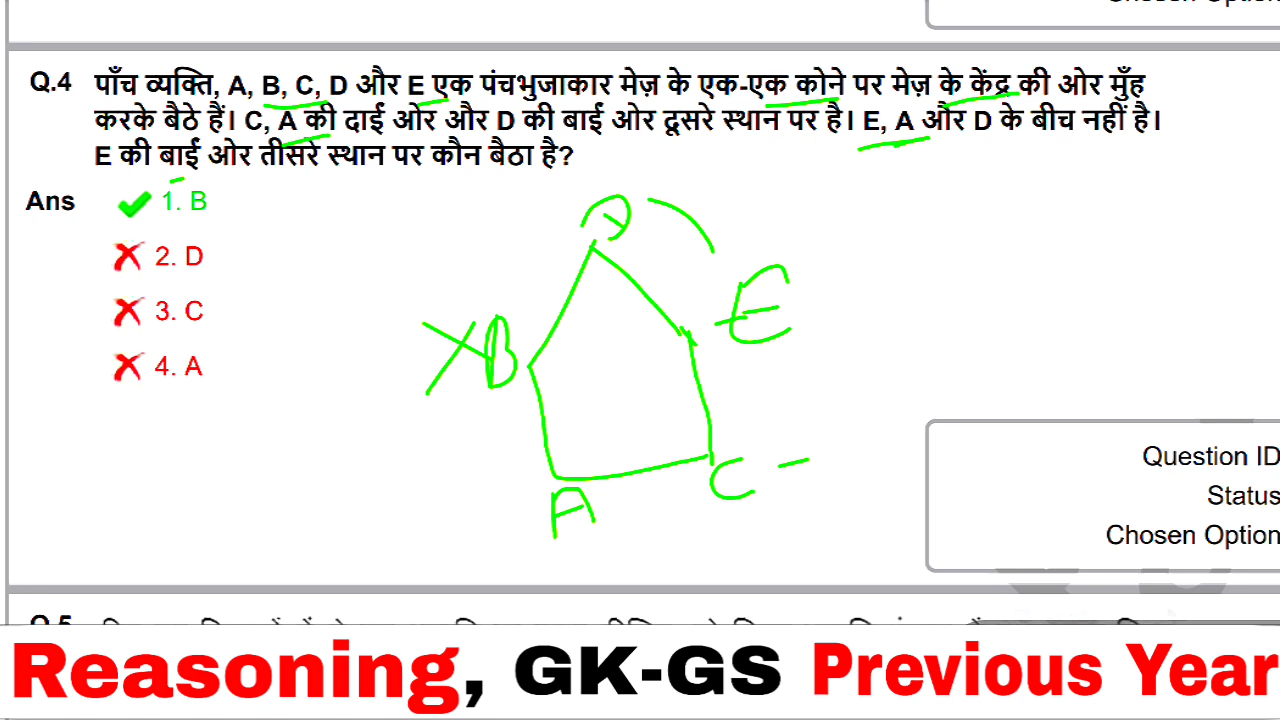 Q.4 पाँच व्यक्ति, A, B, C, D और E एक पंचभुजाकार मेज़ के एक-एक कोने पर मेज़ के केंद्र की ओर मुँह
करके बैठे हैं। C, A की दाईं ओर और D की बाईं ओर दूसरे स्थान पर है। E, A और D के बीच नहीं है।
E की बाईं ओर तीसरे स्थान पर कौन बैठा है?
Ans 1. B
2. D
3. C
4. A
D
E
B
C
A
Question ID
Status
Chosen Option
Q.5
Reasoning, GK-GS Previous Year